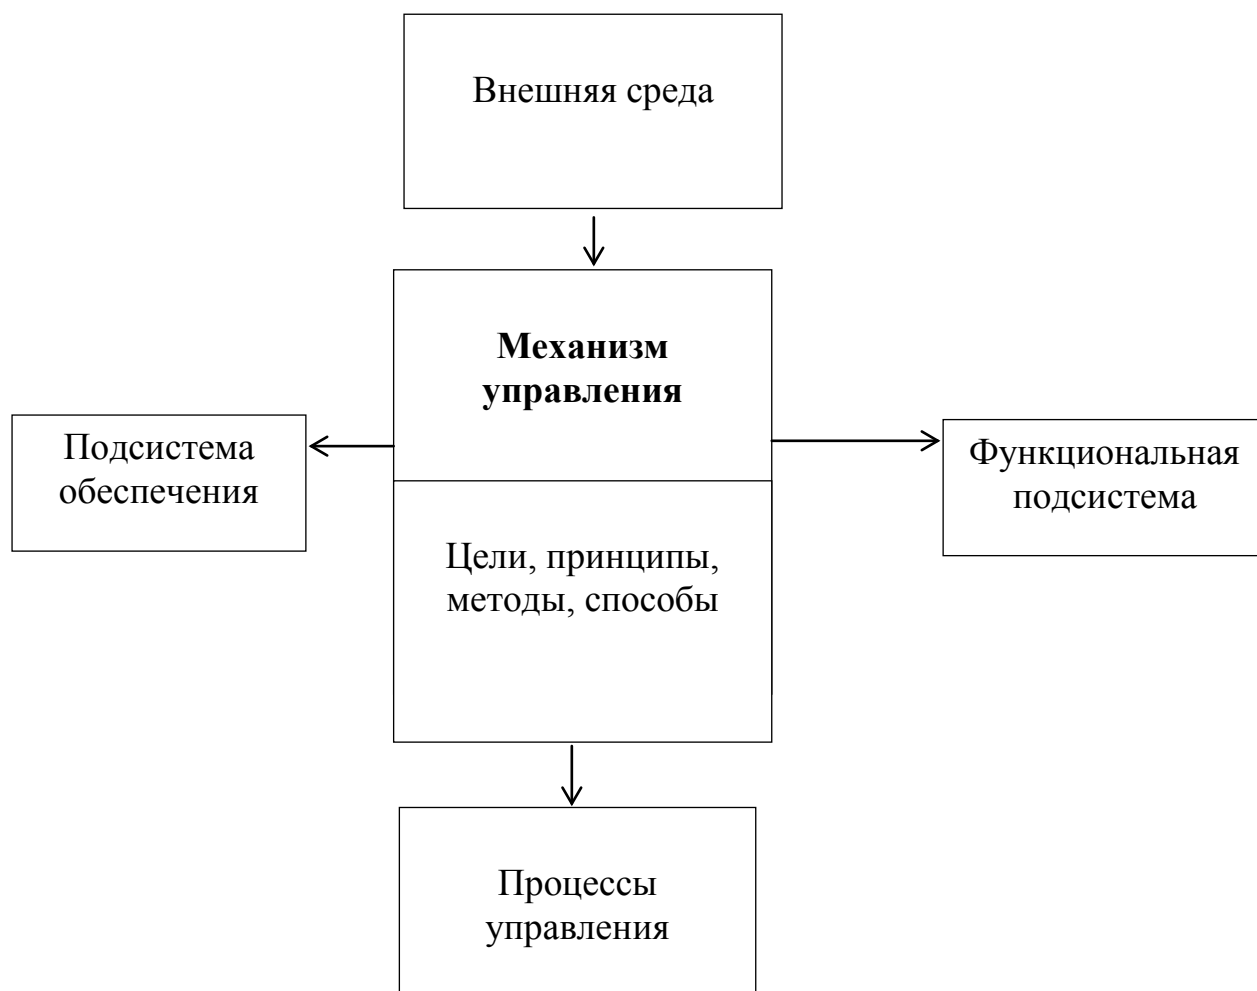 Внешняя среда
Механизм
управления
Подсистема
обеспечения
Функциональная
подсистема
Цели, принципы,
методы, способы
Процессы
управления